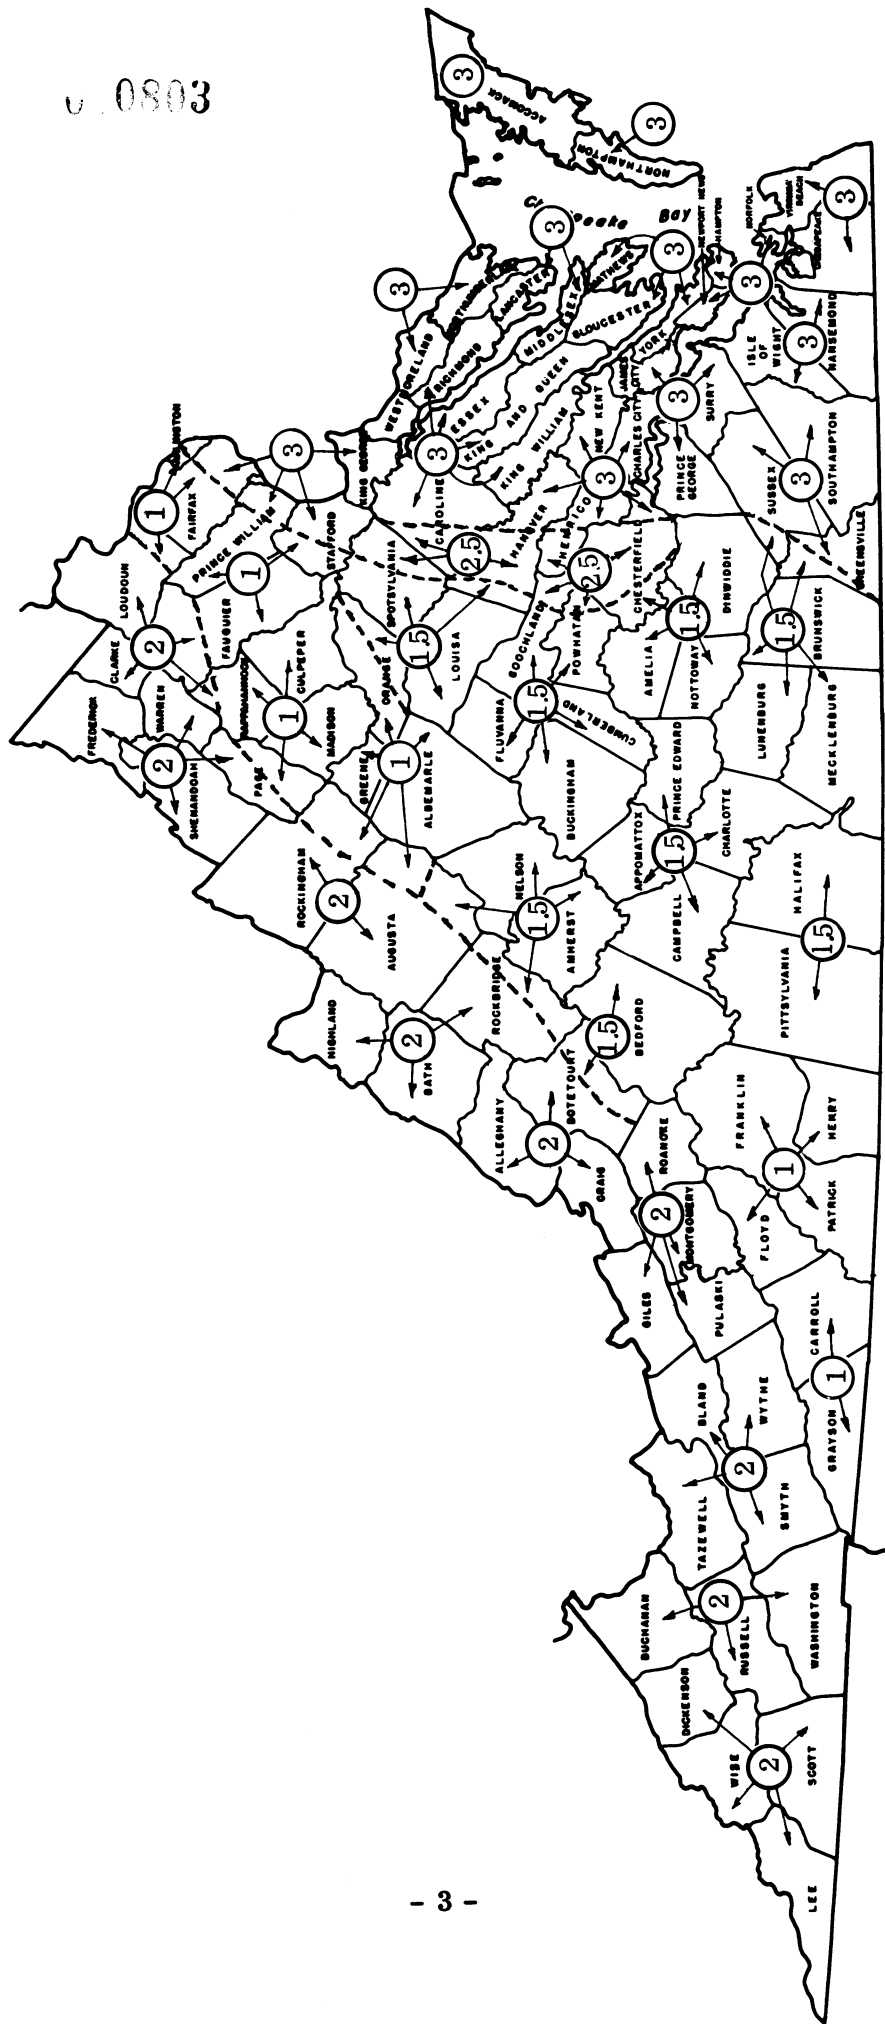 0803
ACCOMACK
3
NORTHAMPTON
3
Bay
3
3
NORFOLK
VIRGINIA BEACH
CHESAPEAKE
3
NEWPORT NEWS
HAMPTON
3
NANSEMOND
ISLE OF WIGHT
3
3
LANCASTER
MATHEWS
MIDDLESEX
GLOUCESTER
YORK
JAMES CITY
CHARLES CITY
3
SURRY
WESTMORELAND
RICHMOND
ESSEX
KING AND QUEEN
KING WILLIAM
NEW KENT
3
PRINCE GEORGE
SUSSEX
3
SOUTHAMPTON
GREENSVILLE
ARLINGTON
1
FAIRFAX
3
KING GEORGE
3
CAROLINE
HANOVER
HENRICO
2.5
2.5
CHESTERFIELD
DINWIDDIE
LOUDOUN
PRINCE WILLIAM
1
STAFFORD
SPOTSYLVANIA
FAUQUIER
CLARKE
2
WARREN
FREDERICK
2
SHENANDOAH
PAGE
RAPPAHANNOCK
CULPEPER
1
MADISON
ORANGE
1.5
LOUISA
GOOCHLAND
POWHATAN
AMELIA
1.5
NOTTOWAY
1.5
BRUNSWICK
LUNENBURG
MECKLENBURG
GREENE
1
ALBEMARLE
FLUVANNA
1.5
CUMBERLAND
BUCKINGHAM
PRINCE EDWARD
APPOMATTOX
1.5
CHARLOTTE
CAMPBELL
ROCKINGHAM
2
AUGUSTA
NELSON
1.5
AMHERST
HALIFAX
1.5
PITTSYLVANIA
HIGHLAND
2
BATH
ROCKBRIDGE
1.5
BEDFORD
ALLEGHANY
BOTETOURT
2
CRAIG
ROANOKE
2
MONTGOMERY
FRANKLIN
1
HENRY
FLOYD
PATRICK
GILES
PULASKI
CARROLL
1
GRAYSON
BLAND
WYTHE
2
TAZEWELL
SMYTH
BUCHANAN
2
RUSSELL
WASHINGTON
DICKENSON
WISE
2
SCOTT
LEE
- 3 -